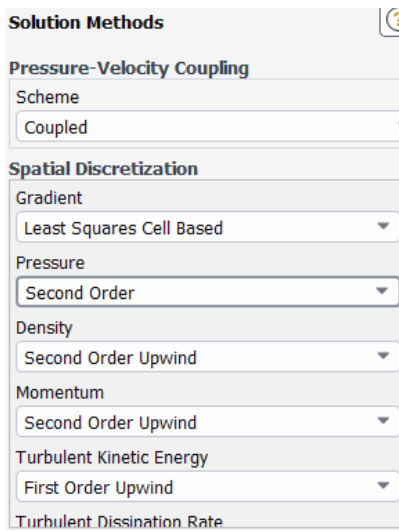 Solution Methods
Pressure-Velocity Coupling
Scheme
Coupled
Spatial Discretization
Gradient
Least Squares Cell Based
Pressure
Second Order
Density
Second Order Upwind
Momentum
Second Order Upwind
Turbulent Kinetic Energy
First Order Upwind
Turbulent Dissipation Rate